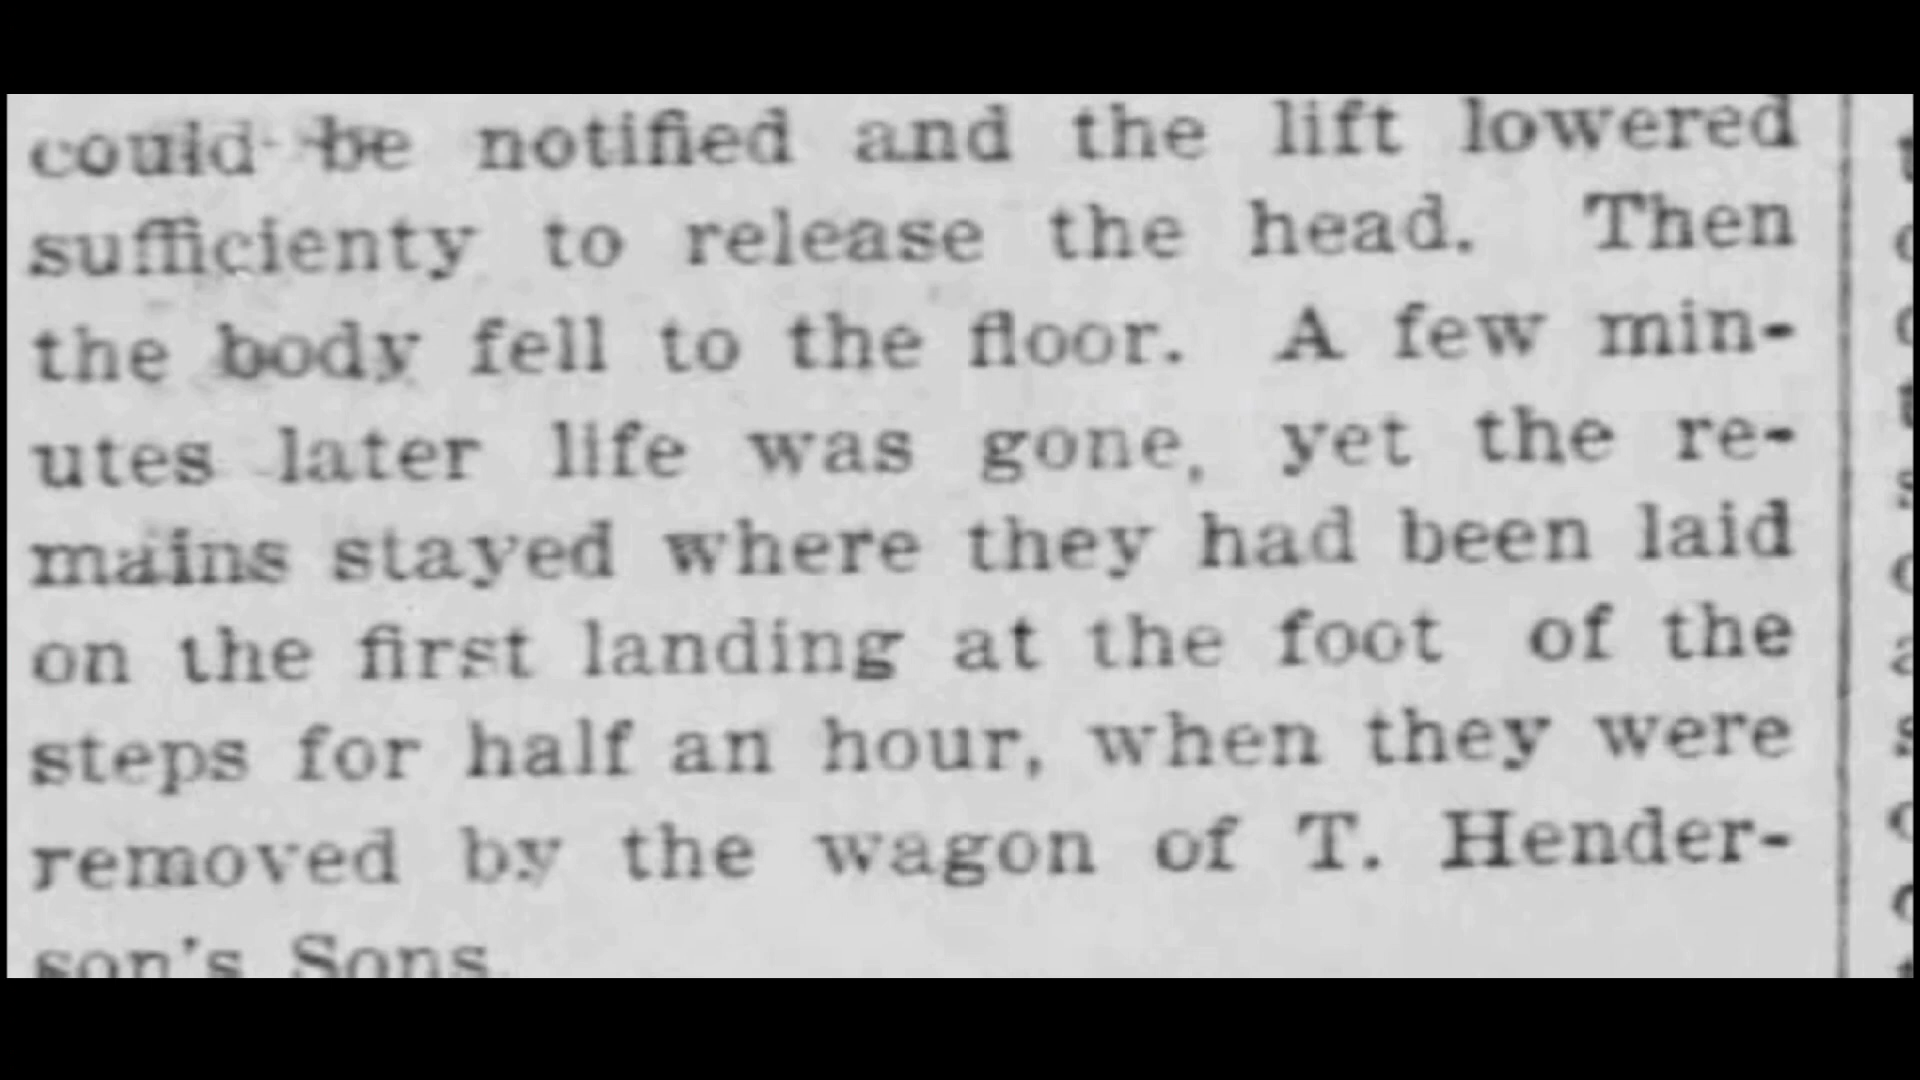 could be notified and the lift lowered
sufficienty to release the head. Then
the body fell to the floor. A few min-
utes later life was gone, yet the re-
mains stayed where they had been laid
on the first landing at the foot of the
steps for half an hour, when they were
removed by the wagon of T. Hender-
son's Sons.